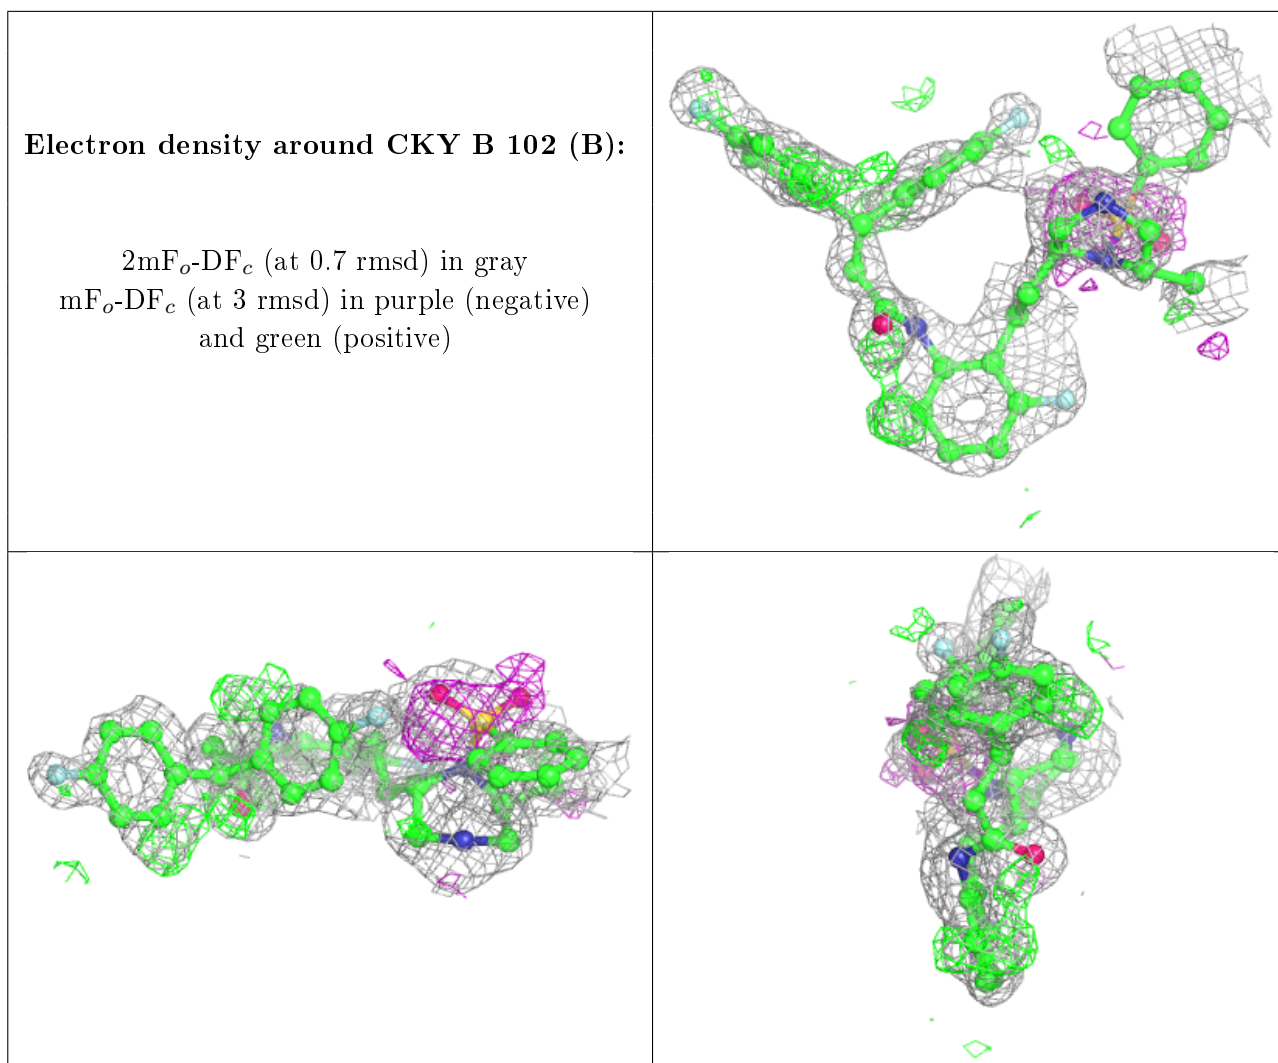 Electron density around CKY B 102 (B):
2mFo-DFc (at 0.7 rmsd) in gray
mFo-DFc (at 3 rmsd) in purple (negative)
and green (positive)